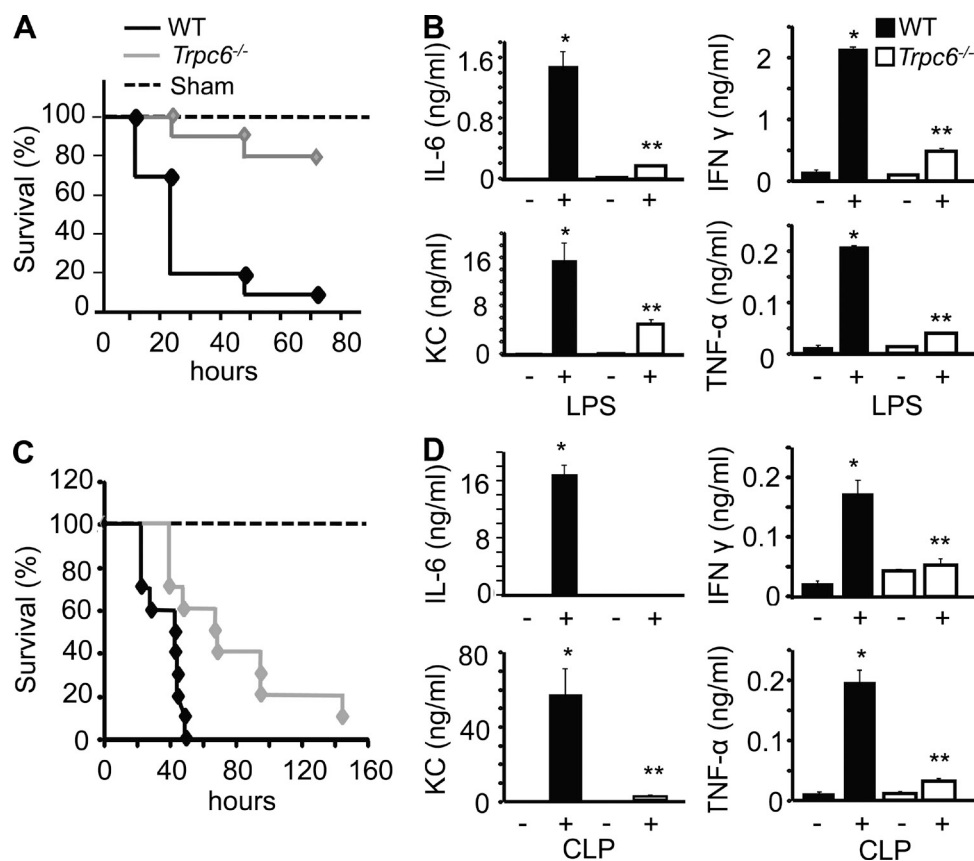 A
WT
Trpc6-/-
Sham
Survival (%)
100
80
60
40
20
0
0 20 40 60 80
hours
B
WT
Trpc6-/-
IL-6 (ng/ml)
1.6
0.8
0
*
**
- + - +
IFN γ (ng/ml)
2
1
0
*
**
- + - +
KC (ng/ml)
16
8
0
*
**
- + - +
LPS
TNF-α (ng/ml)
0.2
0.1
0
*
**
- + - +
LPS
C
Survival (%)
120
100
80
60
40
20
0
0 40 80 120 160
hours
D
IL-6 (ng/ml)
16
8
0
*
- + - +
IFN γ (ng/ml)
0.2
0.1
0
*
**
- + - +
KC (ng/ml)
80
40
0
*
**
- + - +
CLP
TNF-α (ng/ml)
0.2
0.1
0
*
**
- + - +
CLP